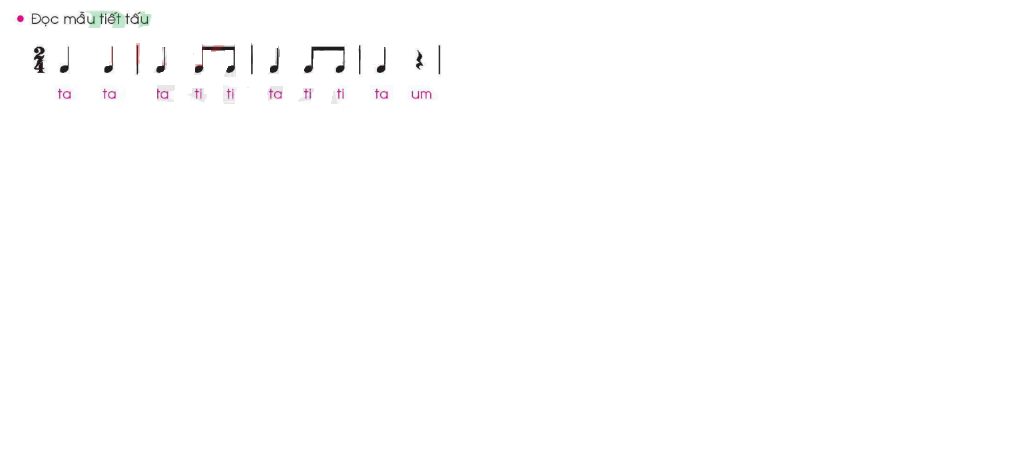 Đọc mẫu tiết tấu
2
4
ta ta ta ti ti ta ti ti ta um